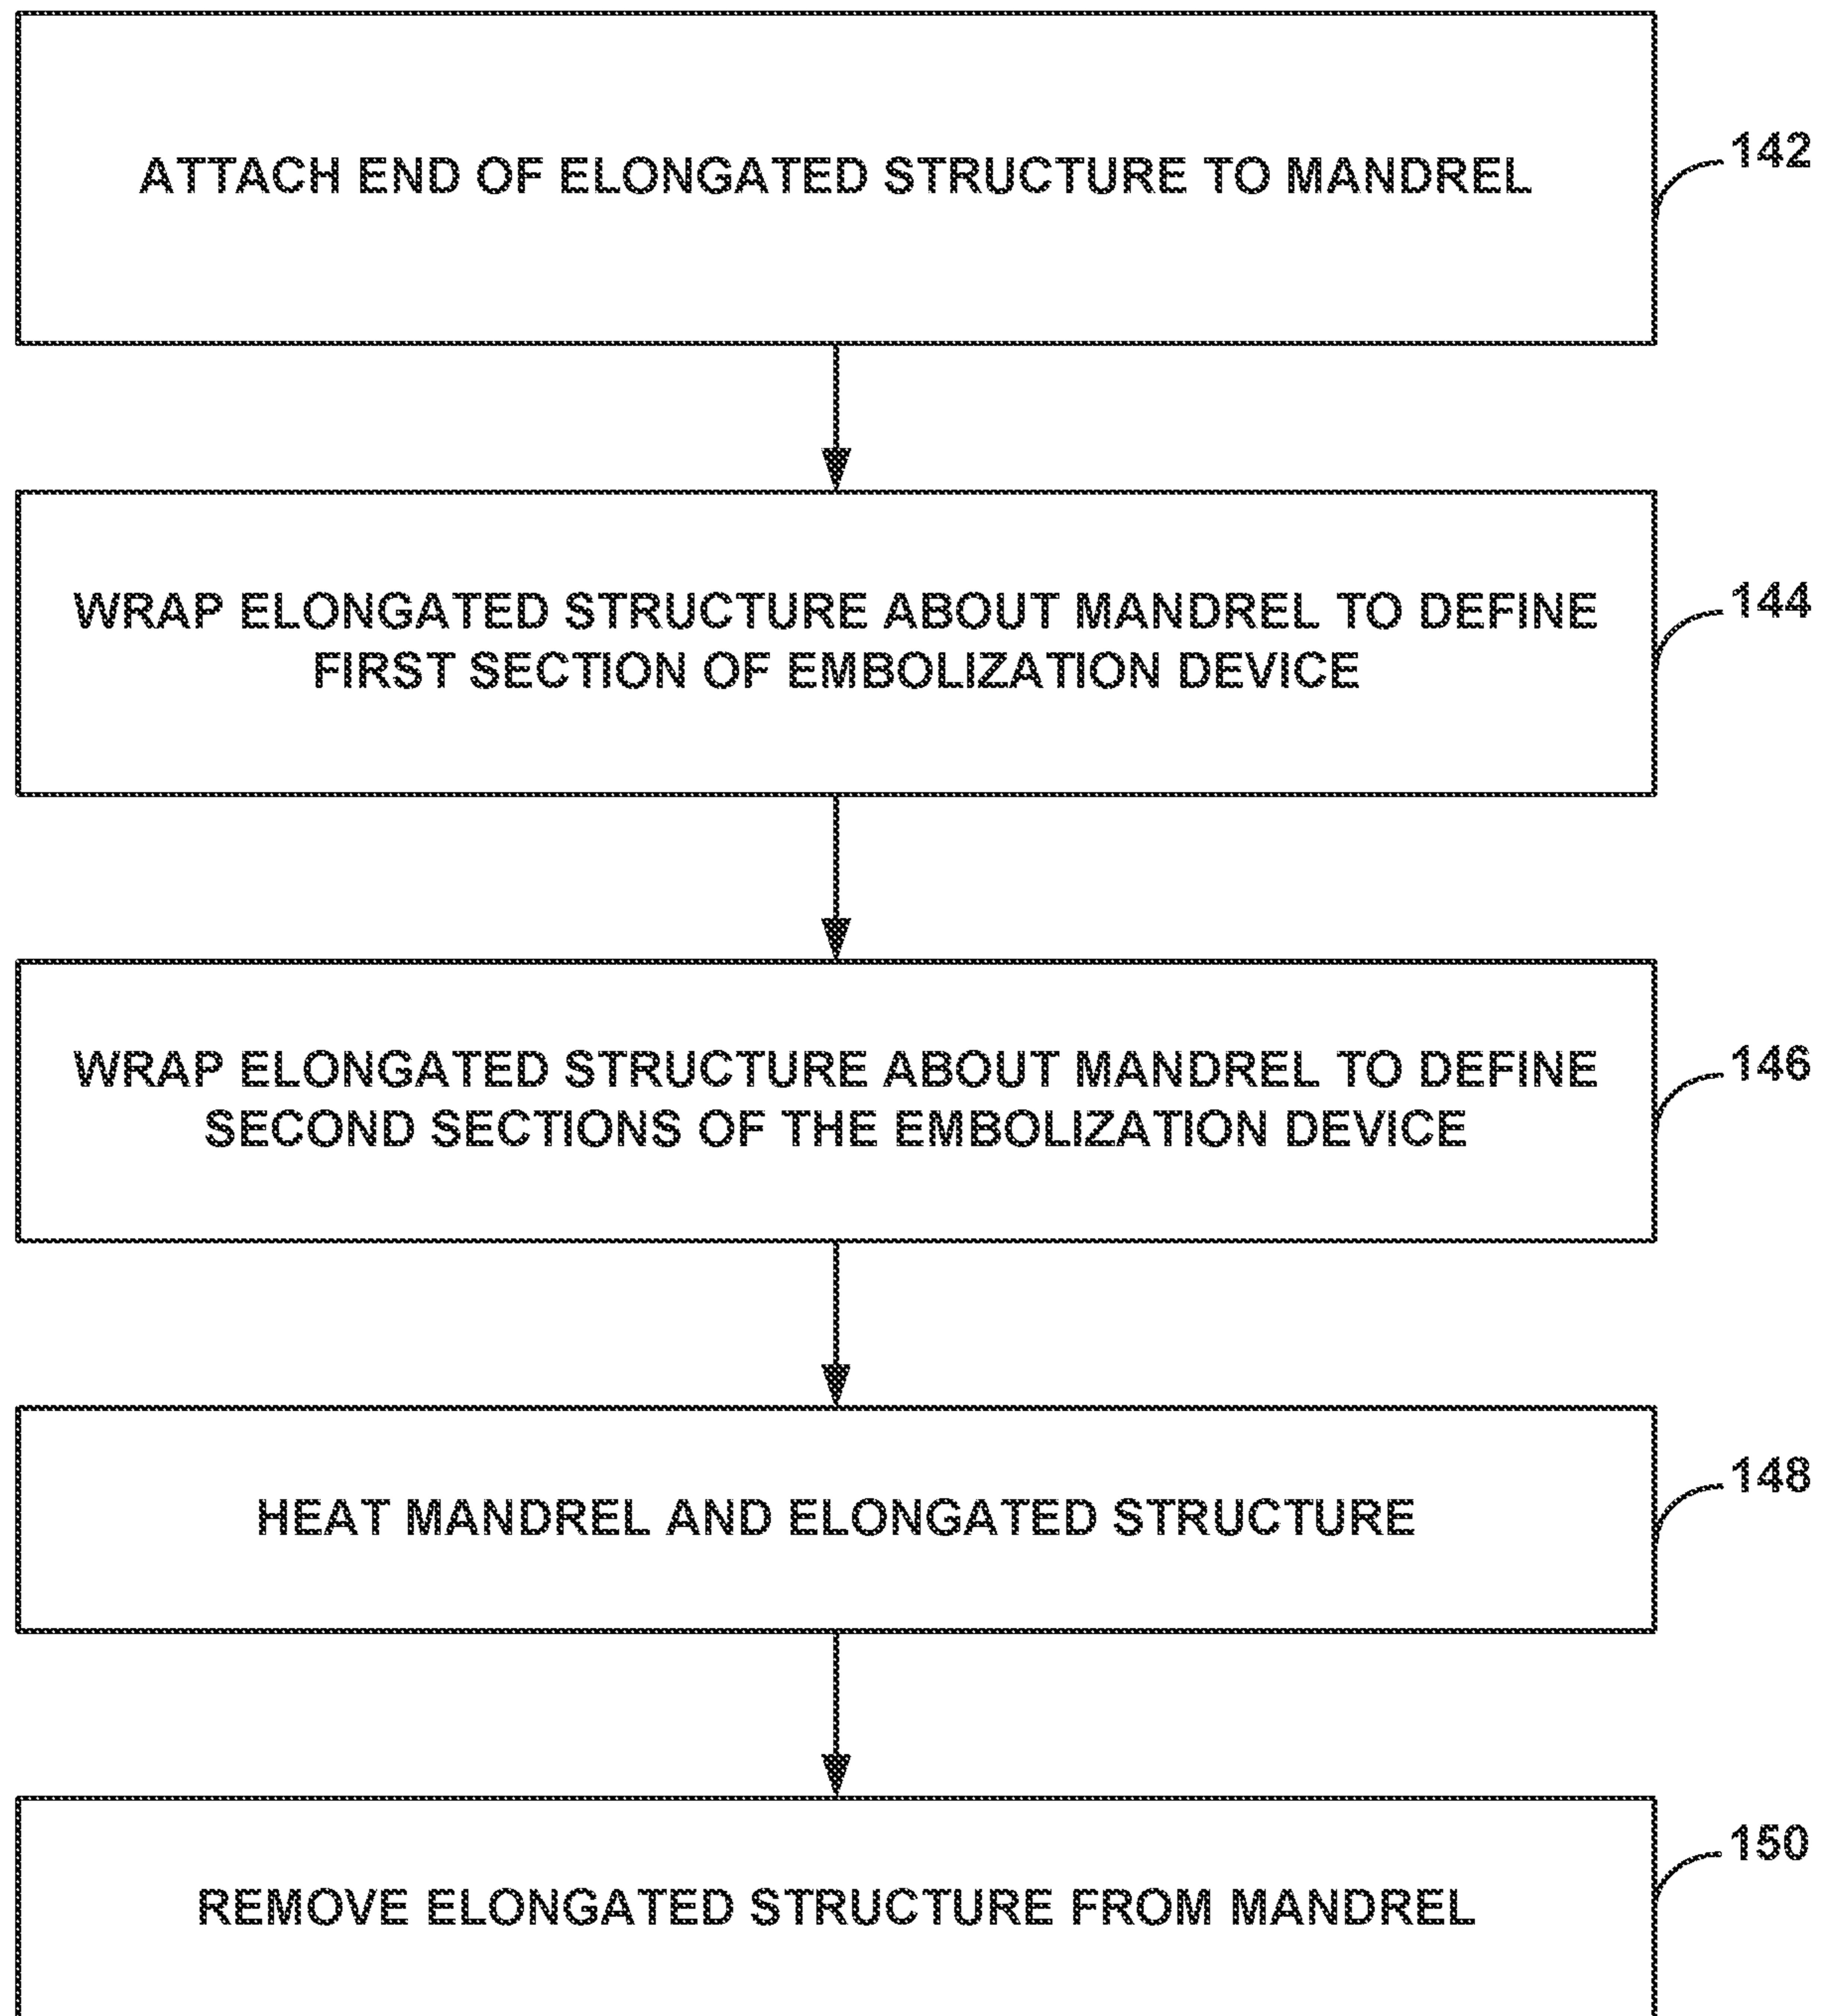 ATTACH END OF ELONGATED STRUCTURE TO MANDREL
142
WRAP ELONGATED STRUCTURE ABOUT MANDREL TO DEFINE
FIRST SECTION OF EMBOLIZATION DEVICE
144
WRAP ELONGATED STRUCTURE ABOUT MANDREL TO DEFINE
SECOND SECTIONS OF THE EMBOLIZATION DEVICE
146
HEAT MANDREL AND ELONGATED STRUCTURE
148
REMOVE ELONGATED STRUCTURE FROM MANDREL
150